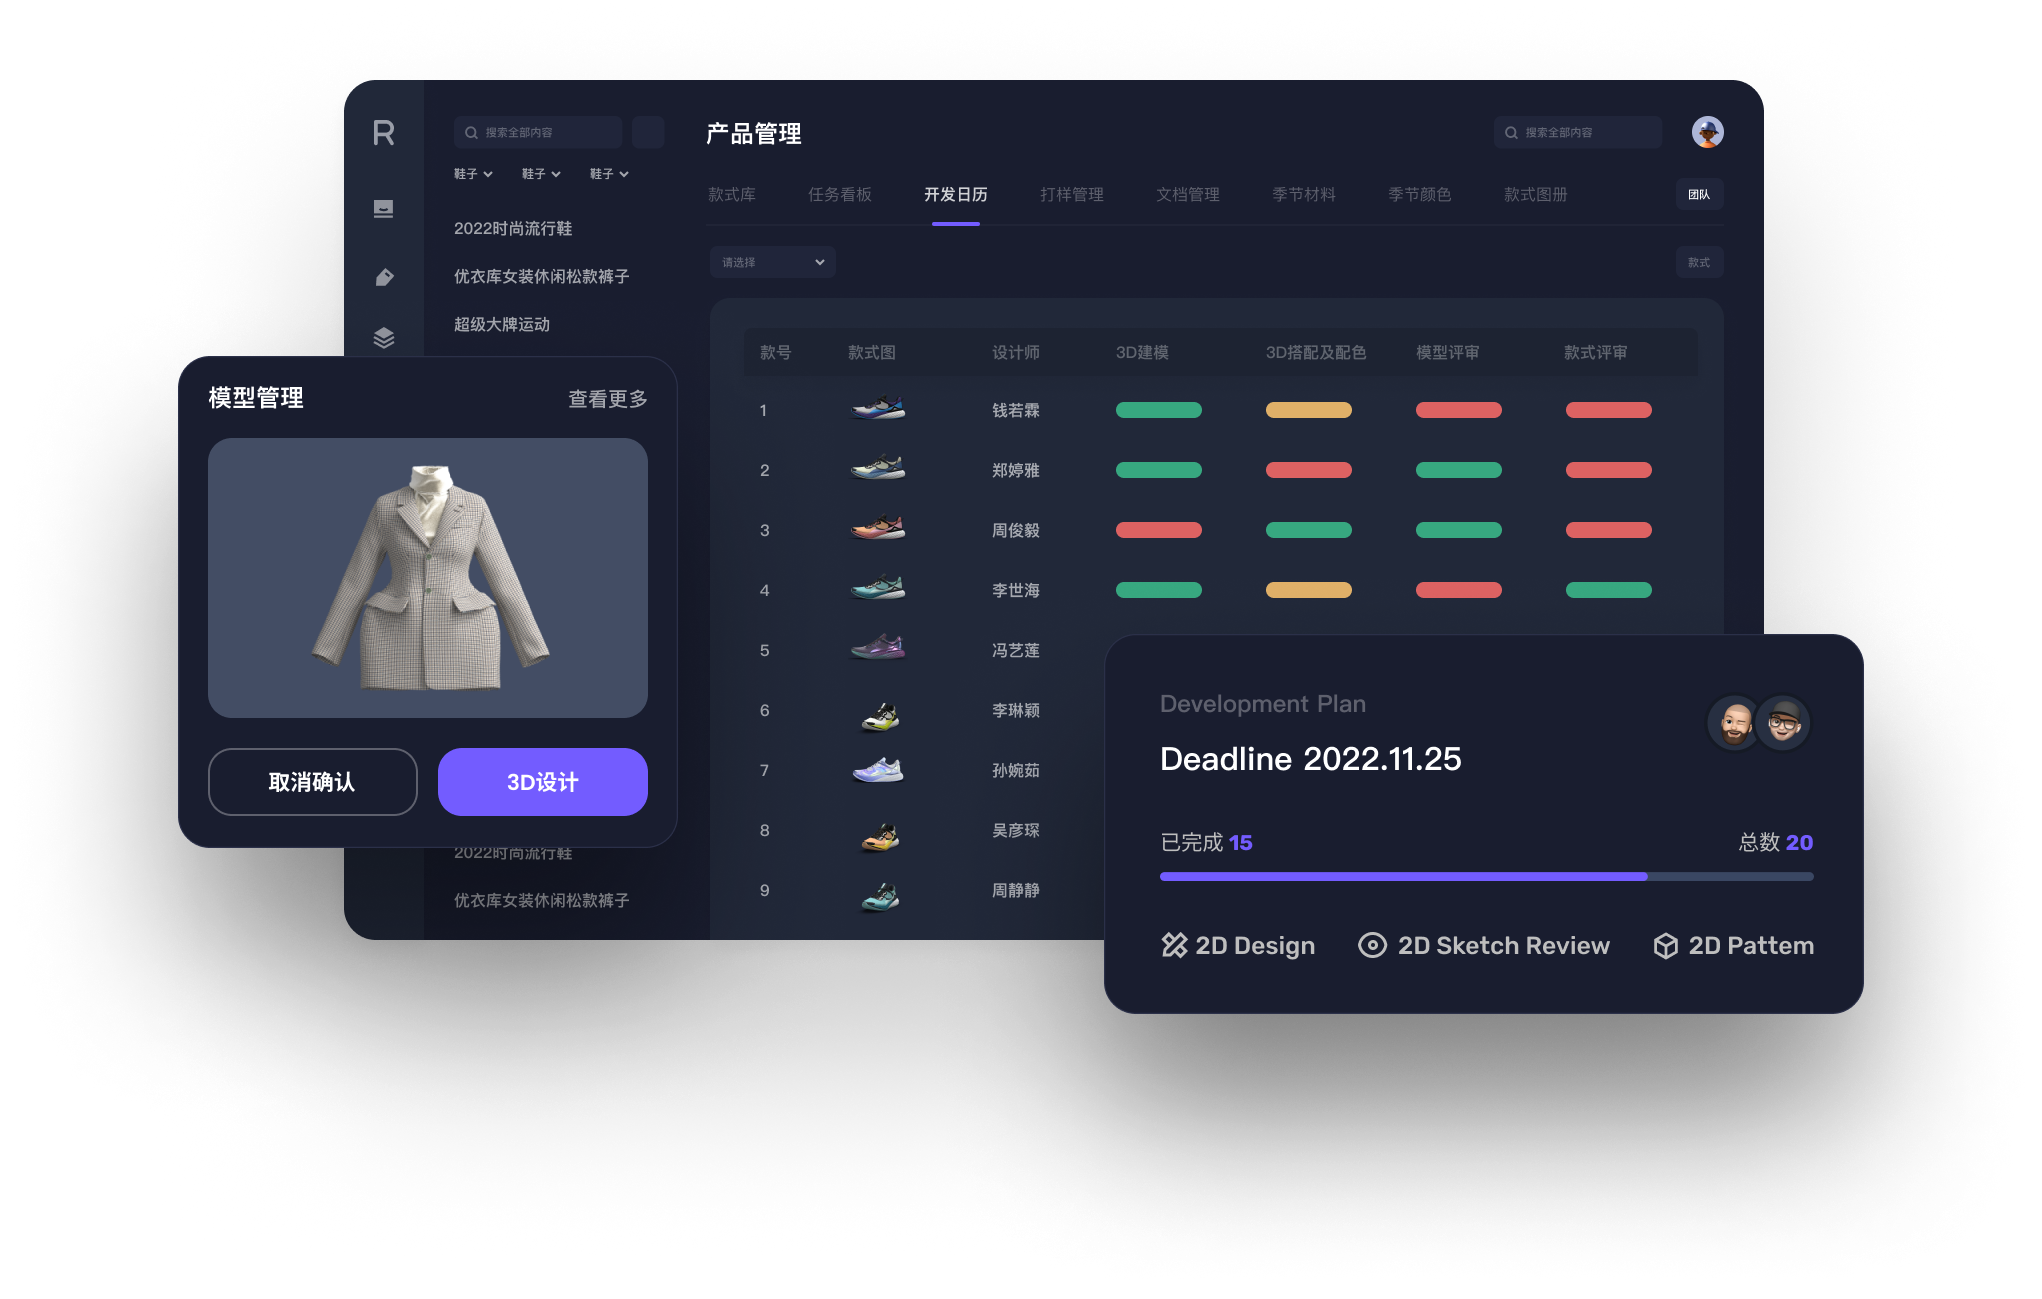 R
搜索全部内容
鞋子 鞋子 鞋子
2022时尚流行鞋
优衣库女装休闲松款裤子
超级大牌运动
产品管理
搜索全部内容
款式库 任务看板 开发日历 打样管理 文档管理 季节材料 季节颜色 款式图册 团队
请选择 款式
款号 款式图 设计师 3D建模 3D搭配及配色 模型评审 款式评审
1 钱若霖
2 郑婷雅
3 周俊毅
4 李世海
5 冯艺莲
6 李琳颖
7 孙婉茹
8 吴彦琛
9 周静静
模型管理 查看更多
取消确认 3D设计
2022时尚流行鞋
优衣库女装休闲松款裤子
Development Plan
Deadline 2022.11.25
已完成 15 总数 20
2D Design 2D Sketch Review 2D Pattem